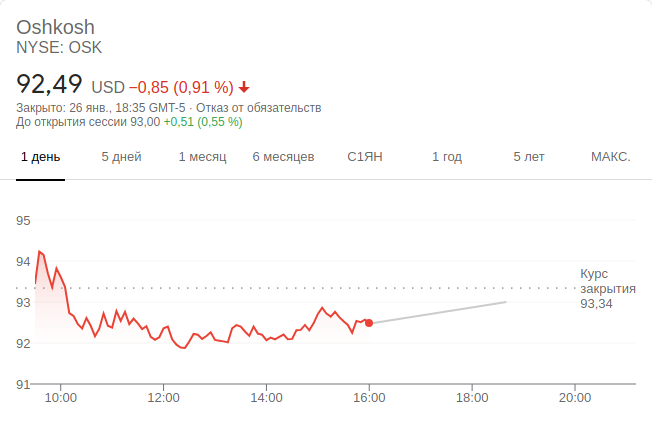 Oshkosh
NYSE: OSK
92,49 USD −0,85 (0,91 %)
Закрыто: 26 янв., 18:35 GMT-5 · Отказ от обязательств
До открытия сессии 93,00 +0,51 (0,55 %)
1 день 5 дней 1 месяц 6 месяцев С1ЯН 1 год 5 лет МАКС.
95
94
Курс
закрытия
93,34
93
92
91
10:00 12:00 14:00 16:00 18:00 20:00